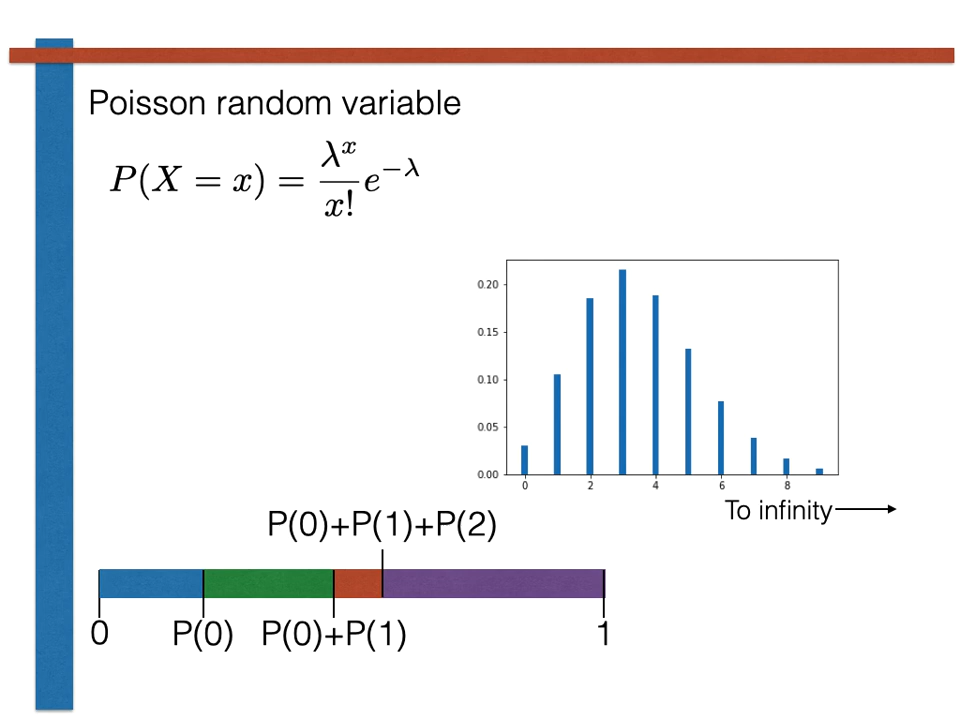 Poisson random variable
P(X = x) = λ^x / x! e^{-λ}
0.20
0.15
0.10
0.05
0.00
0 2 4 6 8
To infinity
P(0)+P(1)+P(2)
0 P(0) P(0)+P(1) 1